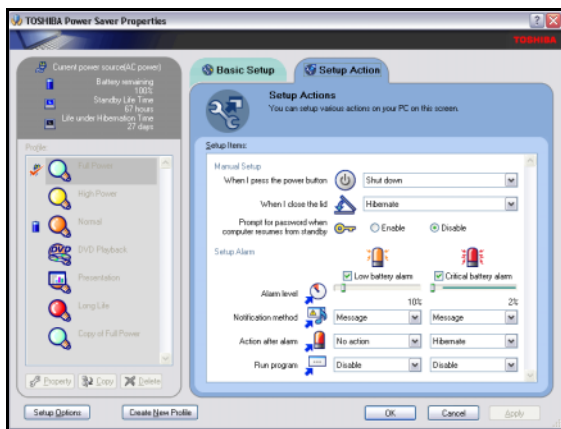 TOSHIBA Power Saver Properties
TOSHIBA
Current power source(AC power)
Battery remaining
100%
Standby Life Time
67 hours
Life under Hibernation Time
27 days
Profile:
Full Power
High Power
Normal
DVD Playback
Presentation
Long Life
Copy of Full Power
Property
Copy
Delete
Setup Options
Create New Profile
Basic Setup
Setup Action
Setup Actions
You can setup various actions on your PC on this screen.
Setup Items:
Manual Setup
When I press the power button
Shut down
When I close the lid
Hibernate
Prompt for password when
computer resumes from standby
Enable
Disable
Setup Alarm
Low battery alarm
Critical battery alarm
Alarm level
10%
2%
Notification method
Message
Message
Action after alarm
No action
Hibernate
Run program
Disable
Disable
OK
Cancel
Apply